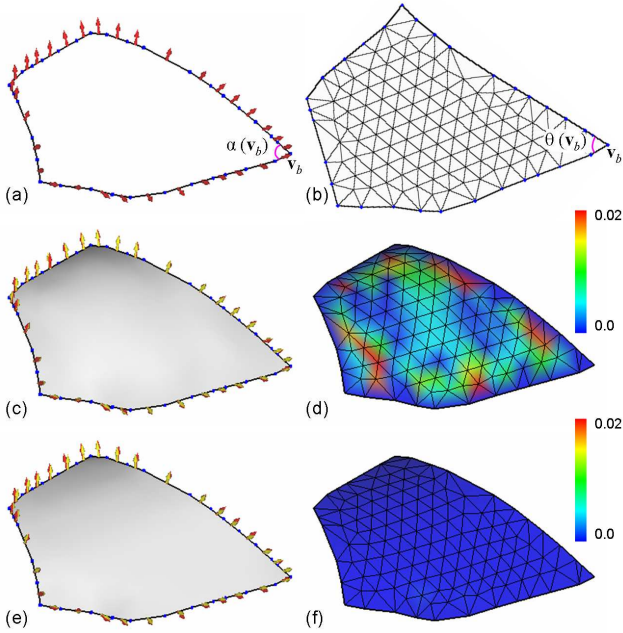 α (v_b)
v_b
(a)
θ (v_b)
v_b
(b)
(c)
0.02
0.0
(d)
(e)
0.02
0.0
(f)